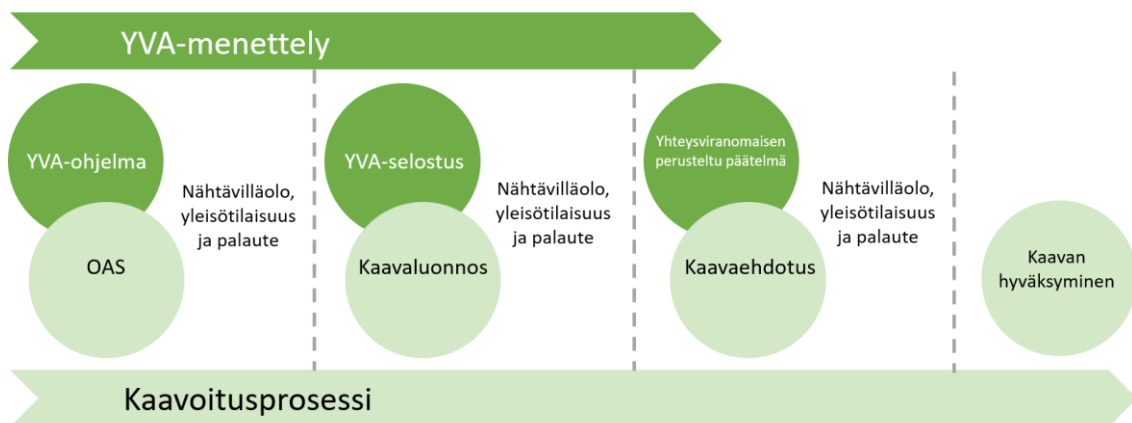 YVA-menettely
YVA-ohjelma
OAS
Nähtävilläolo,
yleisötilaisuus
ja palaute
YVA-selostus
Kaavaluonnos
Nähtävilläolo,
yleisötilaisuus
ja palaute
Yhteysviranomaisen
perusteltu päätelmä
Kaavaehdotus
Nähtävilläolo,
yleisötilaisuus
ja palaute
Kaavan
hyväksyminen
Kaavoitusprosessi